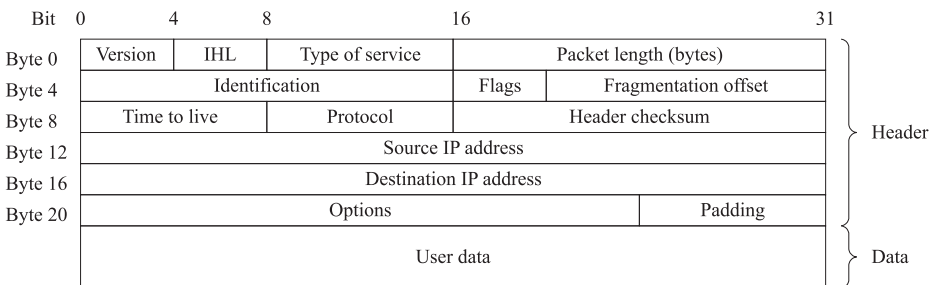 Bit 0 4 8 16 31
Byte 0 Version IHL Type of service Packet length (bytes)
Byte 4 Identification Flags Fragmentation offset
Byte 8 Time to live Protocol Header checksum
Header
Byte 12 Source IP address
Byte 16 Destination IP address
Byte 20 Options Padding
User data Data